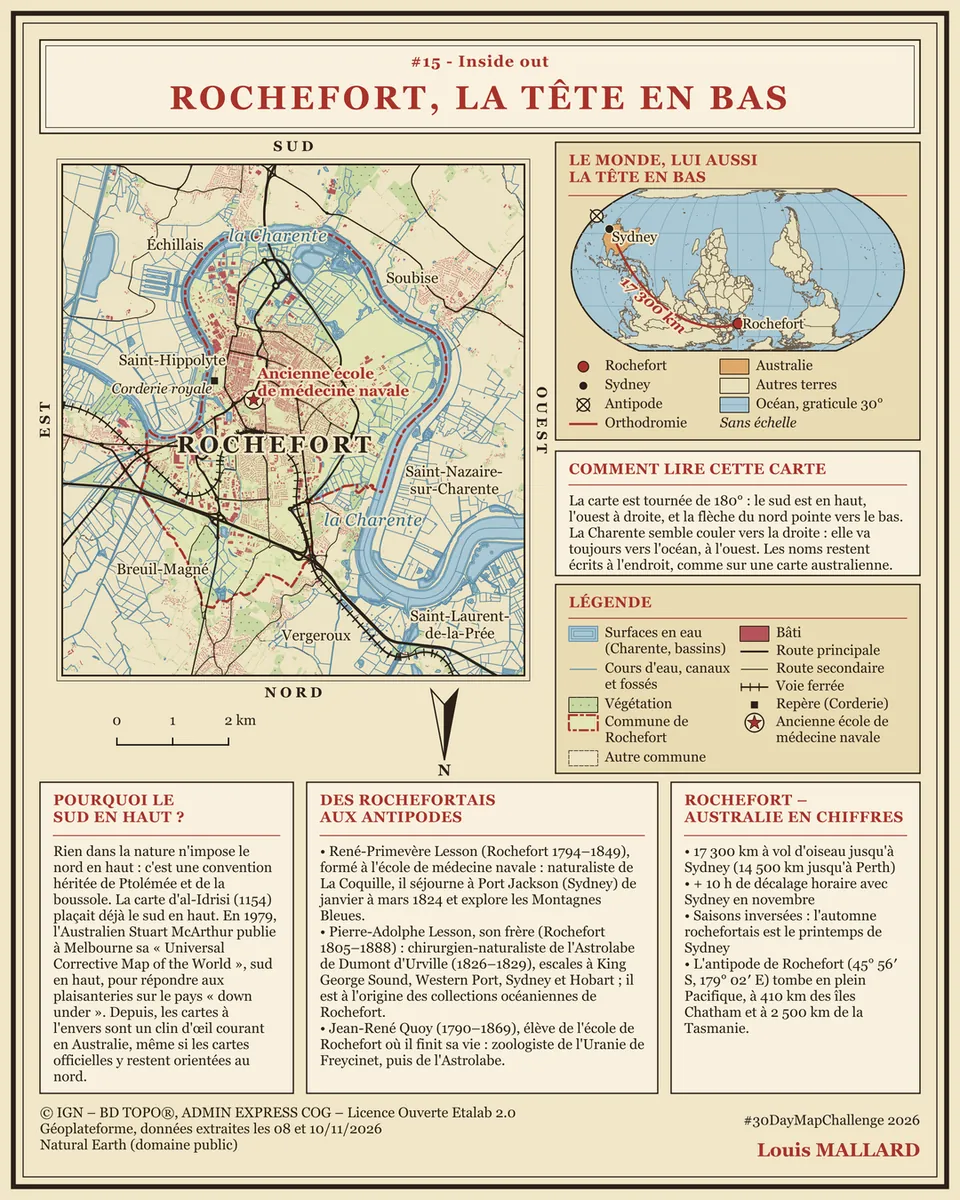 #15 - Inside out
ROCHEFORT, LA TÊTE EN BAS
SUD
Échillais
la Charente
Soubise
Saint-Hippolyte
Corderie royale
Ancienne école
de médecine navale
EST
OUEST
ROCHEFORT
Saint-Nazaire-
sur-Charente
la Charente
Breuil-Magné
Saint-Laurent-
de-la-Prée
Vergeroux
NORD
0 1 2 km
N
LE MONDE, LUI AUSSI
LA TÊTE EN BAS
Sydney
17 300 km
Rochefort
Rochefort
Sydney
Antipode
Orthodromie
Australie
Autres terres
Océan, graticule 30°
Sans échelle
COMMENT LIRE CETTE CARTE
La carte est tournée de 180° : le sud est en haut,
l'ouest à droite, et la flèche du nord pointe vers le bas.
La Charente semble couler vers la droite : elle va
toujours vers l'océan, à l'ouest. Les noms restent
écrits à l'endroit, comme sur une carte australienne.
LÉGENDE
Surfaces en eau
(Charente, bassins)
Cours d'eau, canaux
et fossés
Végétation
Commune de
Rochefort
Autre commune
Bâti
Route principale
Route secondaire
Voie ferrée
Repère (Corderie)
Ancienne école de
médecine navale
POURQUOI LE
SUD EN HAUT ?
Rien dans la nature n'impose le
nord en haut : c'est une convention
héritée de Ptolémée et de la
boussole. La carte d'al-Idrisi (1154)
plaçait déjà le sud en haut. En 1979,
l'Australien Stuart McArthur publie
à Melbourne sa « Universal
Corrective Map of the World », sud
en haut, pour répondre aux
plaisanteries sur le pays « down
under ». Depuis, les cartes à
l'envers sont un clin d'œil courant
en Australie, même si les cartes
officielles y restent orientées au
nord.
DES ROCHEFORTAIS
AUX ANTIPODES
• René-Primevère Lesson (Rochefort 1794–1849),
formé à l'école de médecine navale : naturaliste de
La Coquille, il séjourne à Port Jackson (Sydney) de
janvier à mars 1824 et explore les Montagnes
Bleues.
• Pierre-Adolphe Lesson, son frère (Rochefort
1805–1888) : chirurgien-naturaliste de l'Astrolabe
de Dumont d'Urville (1826–1829), escales à King
George Sound, Western Port, Sydney et Hobart ; il
est à l'origine des collections océaniennes de
Rochefort.
• Jean-René Quoy (1790–1869), élève de l'école de
Rochefort où il finit sa vie : zoologiste de l'Uranie de
Freycinet, puis de l'Astrolabe.
ROCHEFORT –
AUSTRALIE EN CHIFFRES
• 17 300 km à vol d'oiseau jusqu'à
Sydney (14 500 km jusqu'à Perth)
• + 10 h de décalage horaire avec
Sydney en novembre
• Saisons inversées : l'automne
rochefortais est le printemps de
Sydney
• L'antipode de Rochefort (45° 56′
S, 179° 02′ E) tombe en plein
Pacifique, à 410 km des îles
Chatham et à 2 500 km de la
Tasmanie.
© IGN – BD TOPO®, ADMIN EXPRESS COG – Licence Ouverte Etalab 2.0
Géoplateforme, données extraites les 08 et 10/11/2026
Natural Earth (domaine public)
#30DayMapChallenge 2026
Louis MALLARD